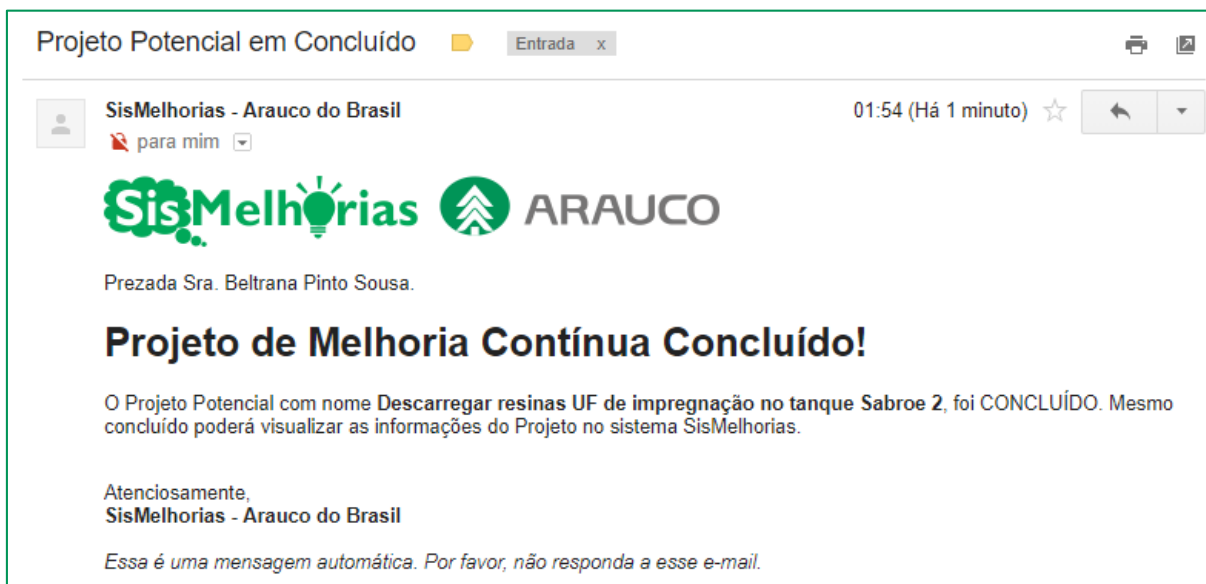 Projeto Potencial em Concluído Entrada x
SisMelhorias - Arauco do Brasil 01:54 (Há 1 minuto)
para mim
SisMelhorias ARAUCO
Prezada Sra. Beltrana Pinto Sousa.
Projeto de Melhoria Contínua Concluído!
O Projeto Potencial com nome Descarregar resinas UF de impregnação no tanque Sabroe 2, foi CONCLUÍDO. Mesmo
concluído poderá visualizar as informações do Projeto no sistema SisMelhorias.
Atenciosamente,
SisMelhorias - Arauco do Brasil
Essa é uma mensagem automática. Por favor, não responda a esse e-mail.